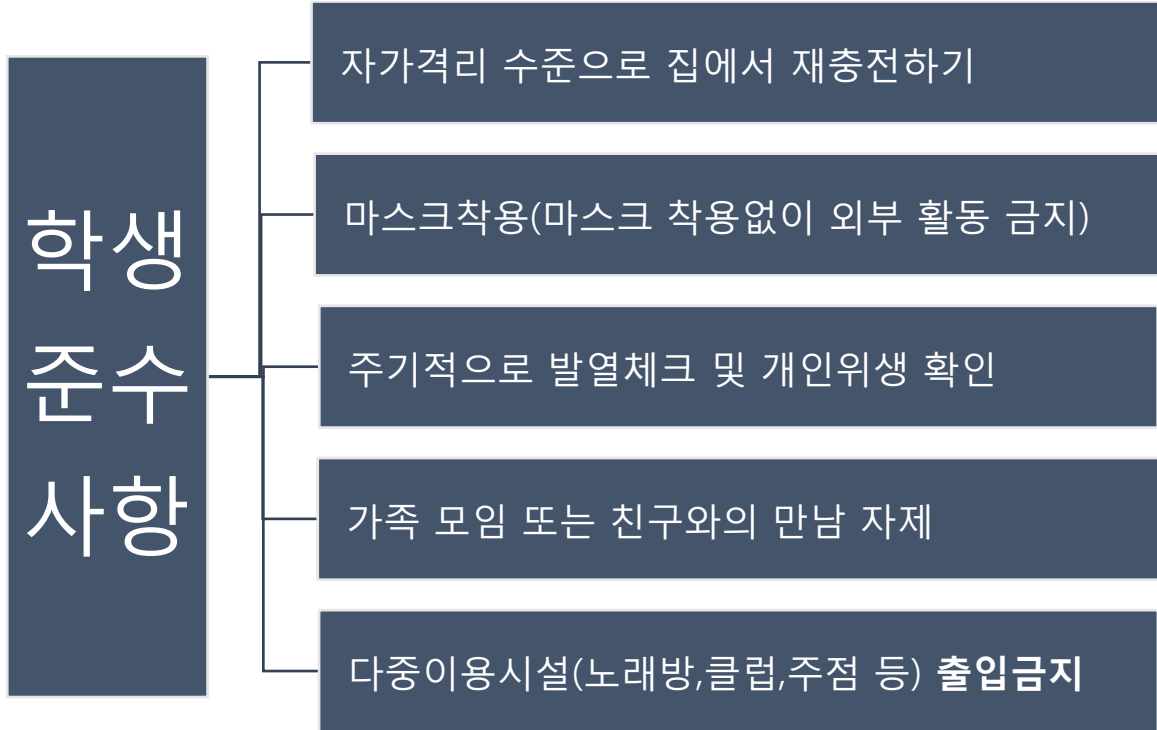 학생
준수
사항
자가격리 수준으로 집에서 재충전하기
마스크착용(마스크 착용없이 외부 활동 금지)
주기적으로 발열체크 및 개인위생 확인
가족 모임 또는 친구와의 만남 자제
다중이용시설(노래방,클럽,주점 등) 출입금지